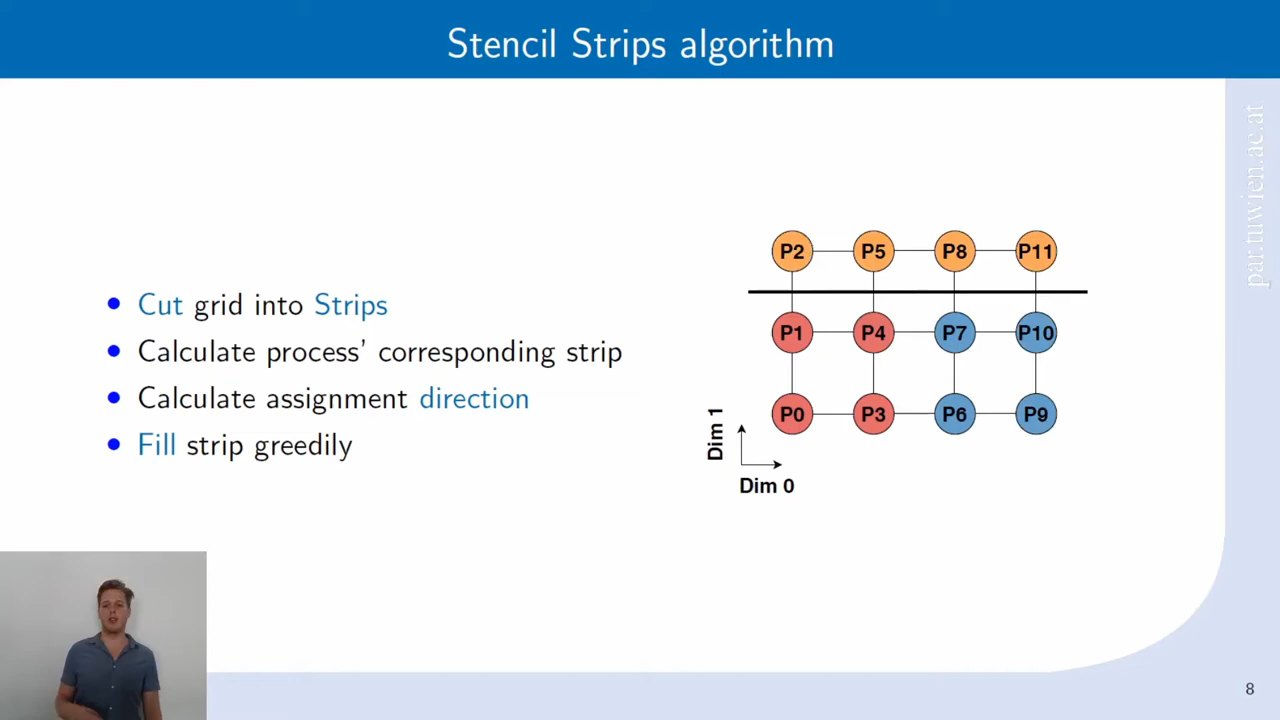 Stencil Strips algorithm
par.tuwien.ac.at
• Cut grid into Strips
• Calculate process' corresponding strip
• Calculate assignment direction
• Fill strip greedily
P2 P5 P8 P11
P1 P4 P7 P10
P0 P3 P6 P9
Dim 1
Dim 0
8